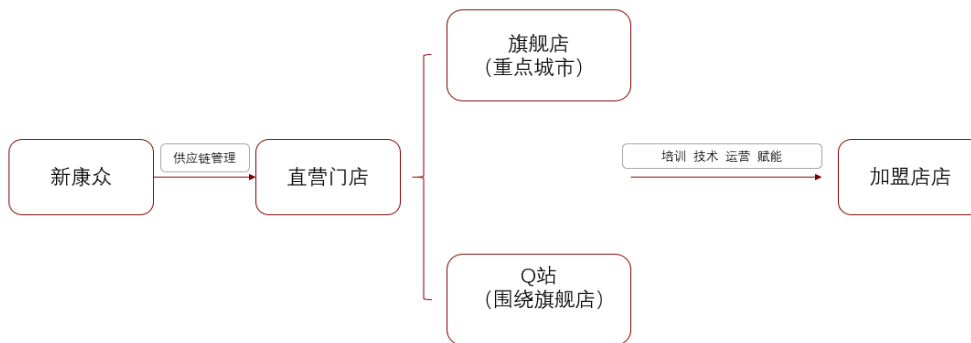 旗舰店
（重点城市）
新康众
供应链管理
直营门店
培训 技术 运营 赋能
加盟店店
Q站
（围绕旗舰店）